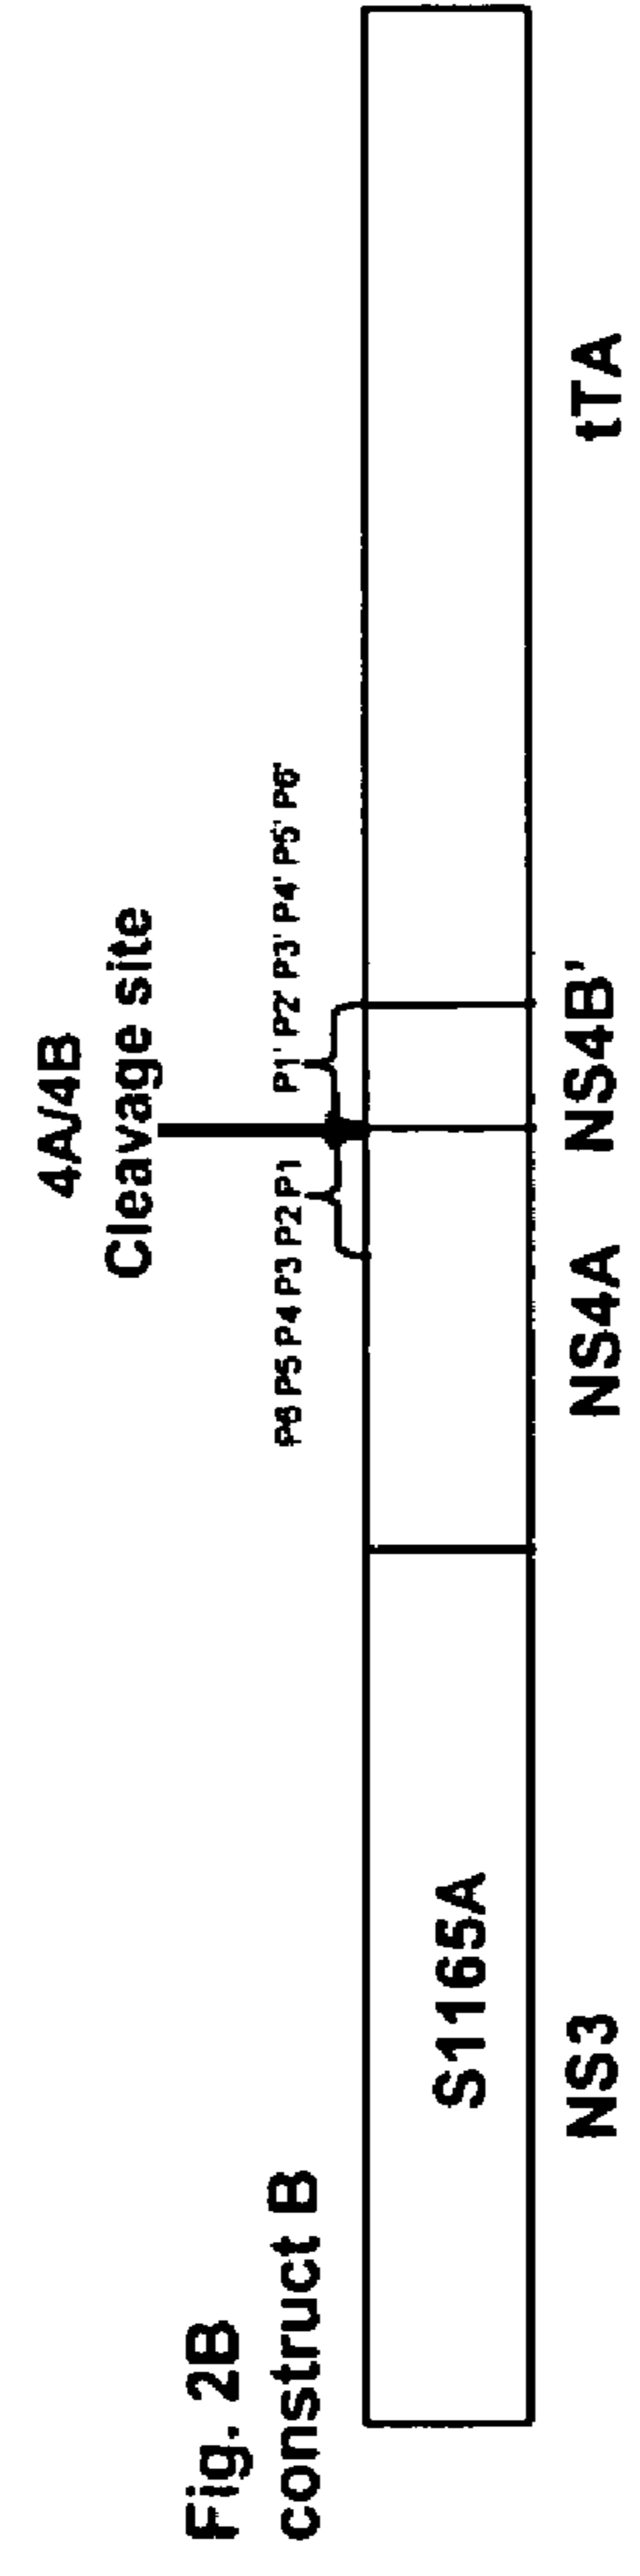 Fig. 2B
construct B
4A/4B
Cleavage site
P6 P5 P4 P3 P2 P1 P1' P2' P3' P4' P5' P6'
S1165A
NS3 NS4A NS4B' tTA